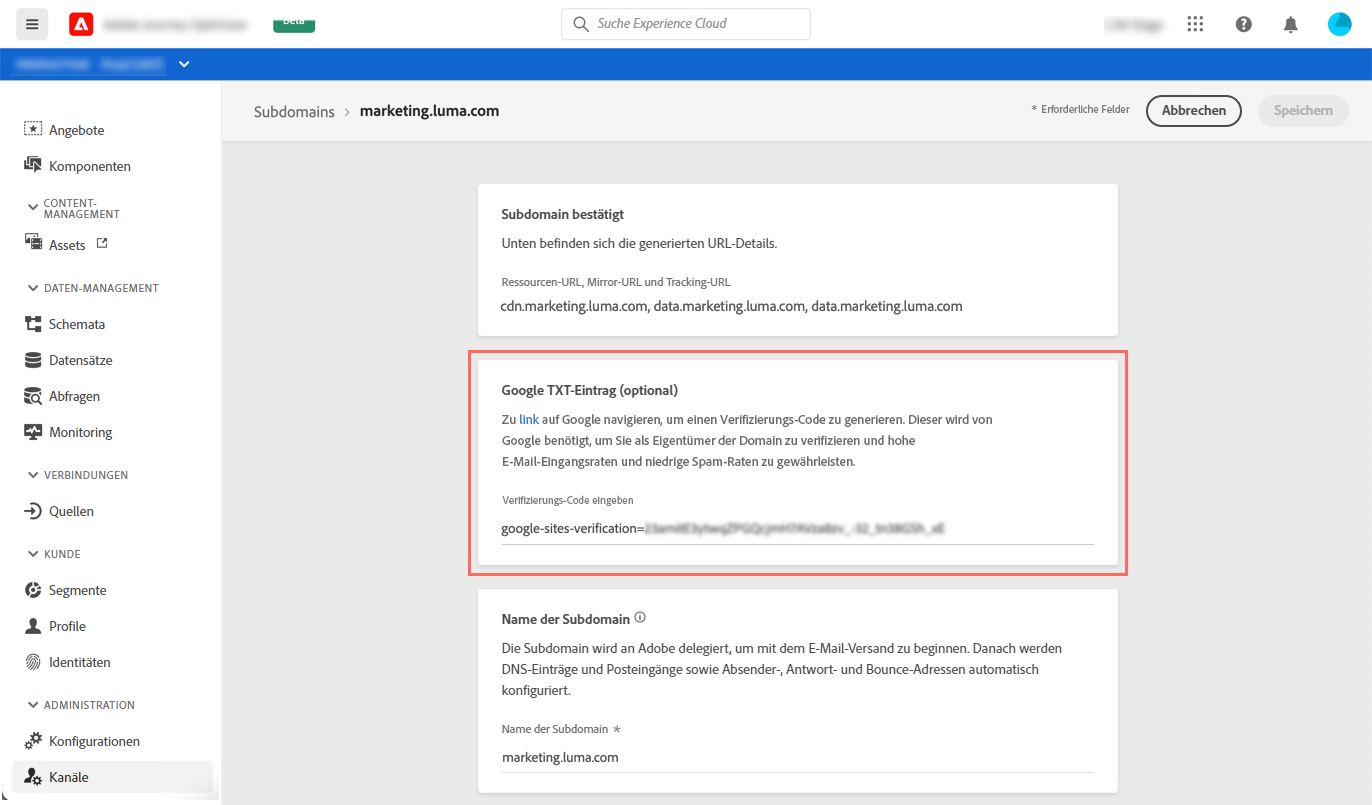 Beta
Suche Experience Cloud
Subdomains > marketing.luma.com
* Erforderliche Felder
Abbrechen
Speichern
Angebote
Komponenten
CONTENT-
MANAGEMENT
Assets
DATEN-MANAGEMENT
Schemata
Datensätze
Abfragen
Monitoring
VERBINDUNGEN
Quellen
KUNDE
Segmente
Profile
Identitäten
ADMINISTRATION
Konfigurationen
Kanäle
Subdomain bestätigt
Unten befinden sich die generierten URL-Details.
Ressourcen-URL, Mirror-URL und Tracking-URL
cdn.marketing.luma.com, data.marketing.luma.com, data.marketing.luma.com
Google TXT-Eintrag (optional)
Zu link auf Google navigieren, um einen Verifizierungs-Code zu generieren. Dieser wird von
Google benötigt, um Sie als Eigentümer der Domain zu verifizieren und hohe
E-Mail-Eingangsraten und niedrige Spam-Raten zu gewährleisten.
Verifizierungs-Code eingeben
google-sites-verification=
Name der Subdomain
Die Subdomain wird an Adobe delegiert, um mit dem E-Mail-Versand zu beginnen. Danach werden
DNS-Einträge und Posteingänge sowie Absender-, Antwort- und Bounce-Adressen automatisch
konfiguriert.
Name der Subdomain *
marketing.luma.com